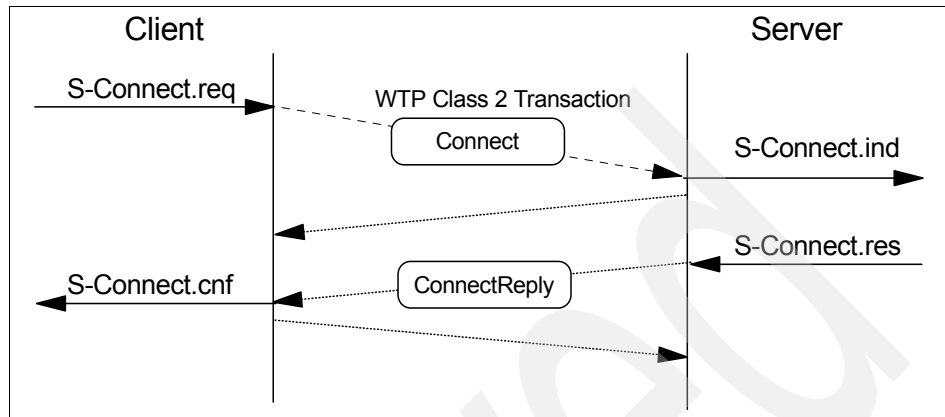 Client
Server
S-Connect.req
WTP Class 2 Transaction
Connect
S-Connect.ind
S-Connect.res
S-Connect.cnf
ConnectReply